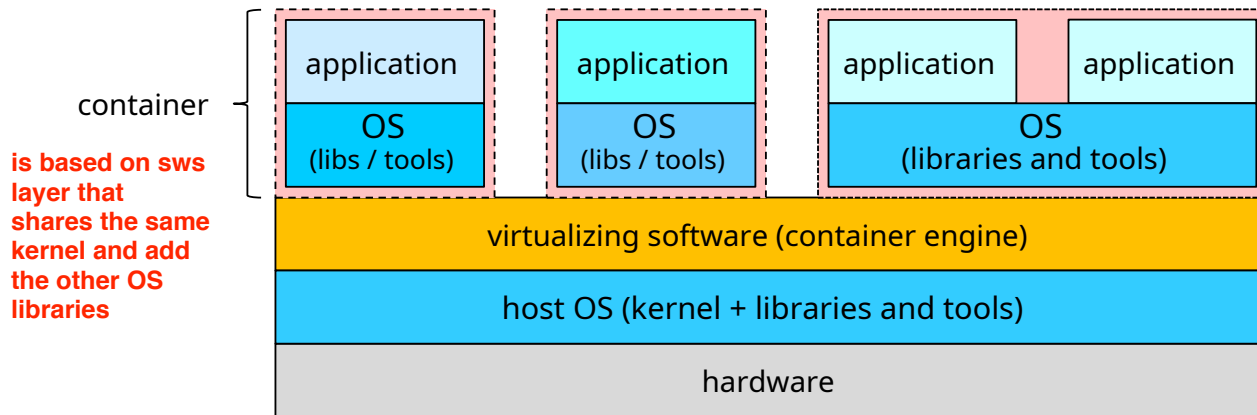 application
application
application
application
container
OS
(libs / tools)
OS
(libs / tools)
OS
(libraries and tools)
is based on sws
layer that
shares the same
kernel and add
the other OS
libraries
virtualizing software (container engine)
host OS (kernel + libraries and tools)
hardware